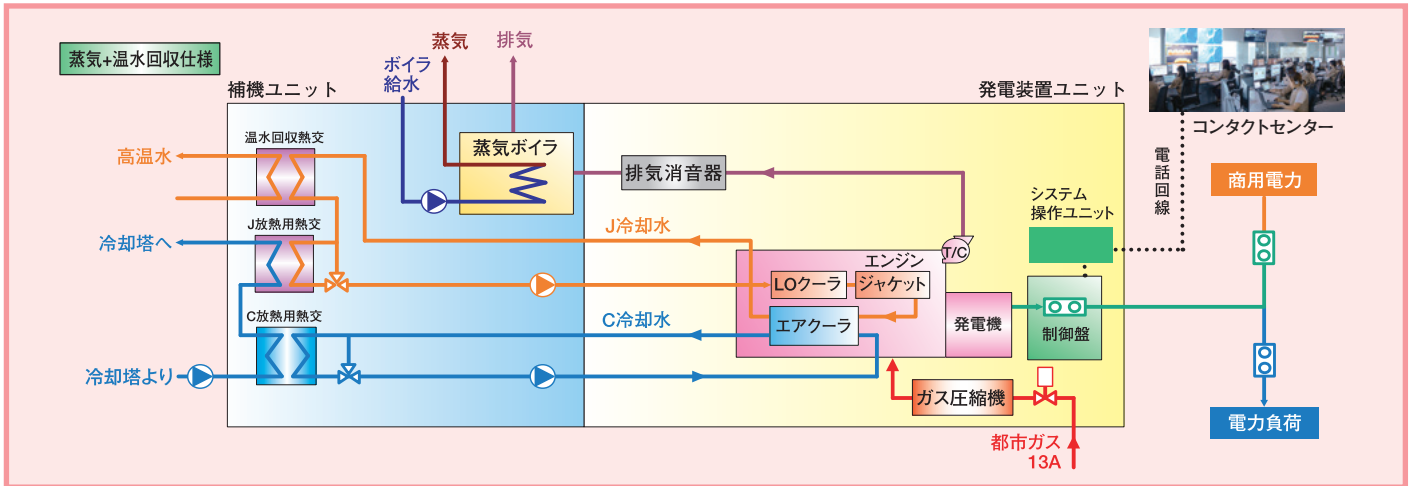 蒸気+温水回収仕様
蒸気
排気
ボイラ
給水
補機ユニット
発電装置ユニット
コンタクトセンター
温水回収熱交
高温水
蒸気ボイラ
排気消音器
電話回線
商用電力
システム
操作ユニット
J放熱用熱交
冷却塔へ
J冷却水
T/C
エンジン
LOクーラ
ジャケット
エアクーラ
発電機
制御盤
C放熱用熱交
C冷却水
冷却塔より
ガス圧縮機
電力負荷
都市ガス
13A